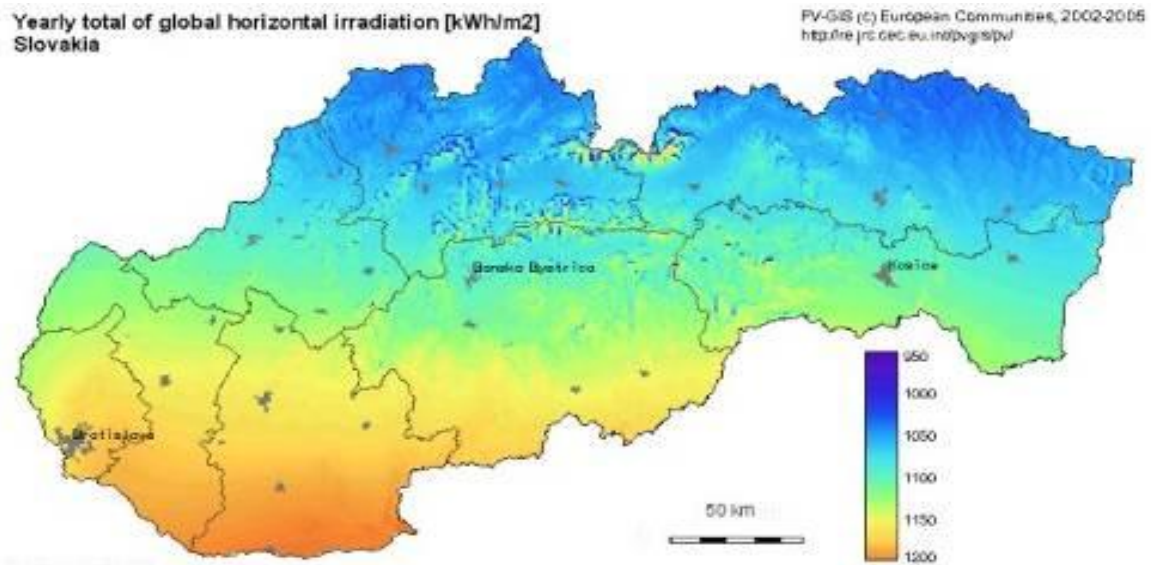 Yearly total of global horizontal irradiation [kWh/m2]
Slovakia
PV-GIS (c) European Communities, 2002-2005
http://re.jrc.cec.eu.int/pvgis/pv/
Banska Bystrica
Kosice
Bratislava
950
1000
1050
1100
1150
1200
50 km